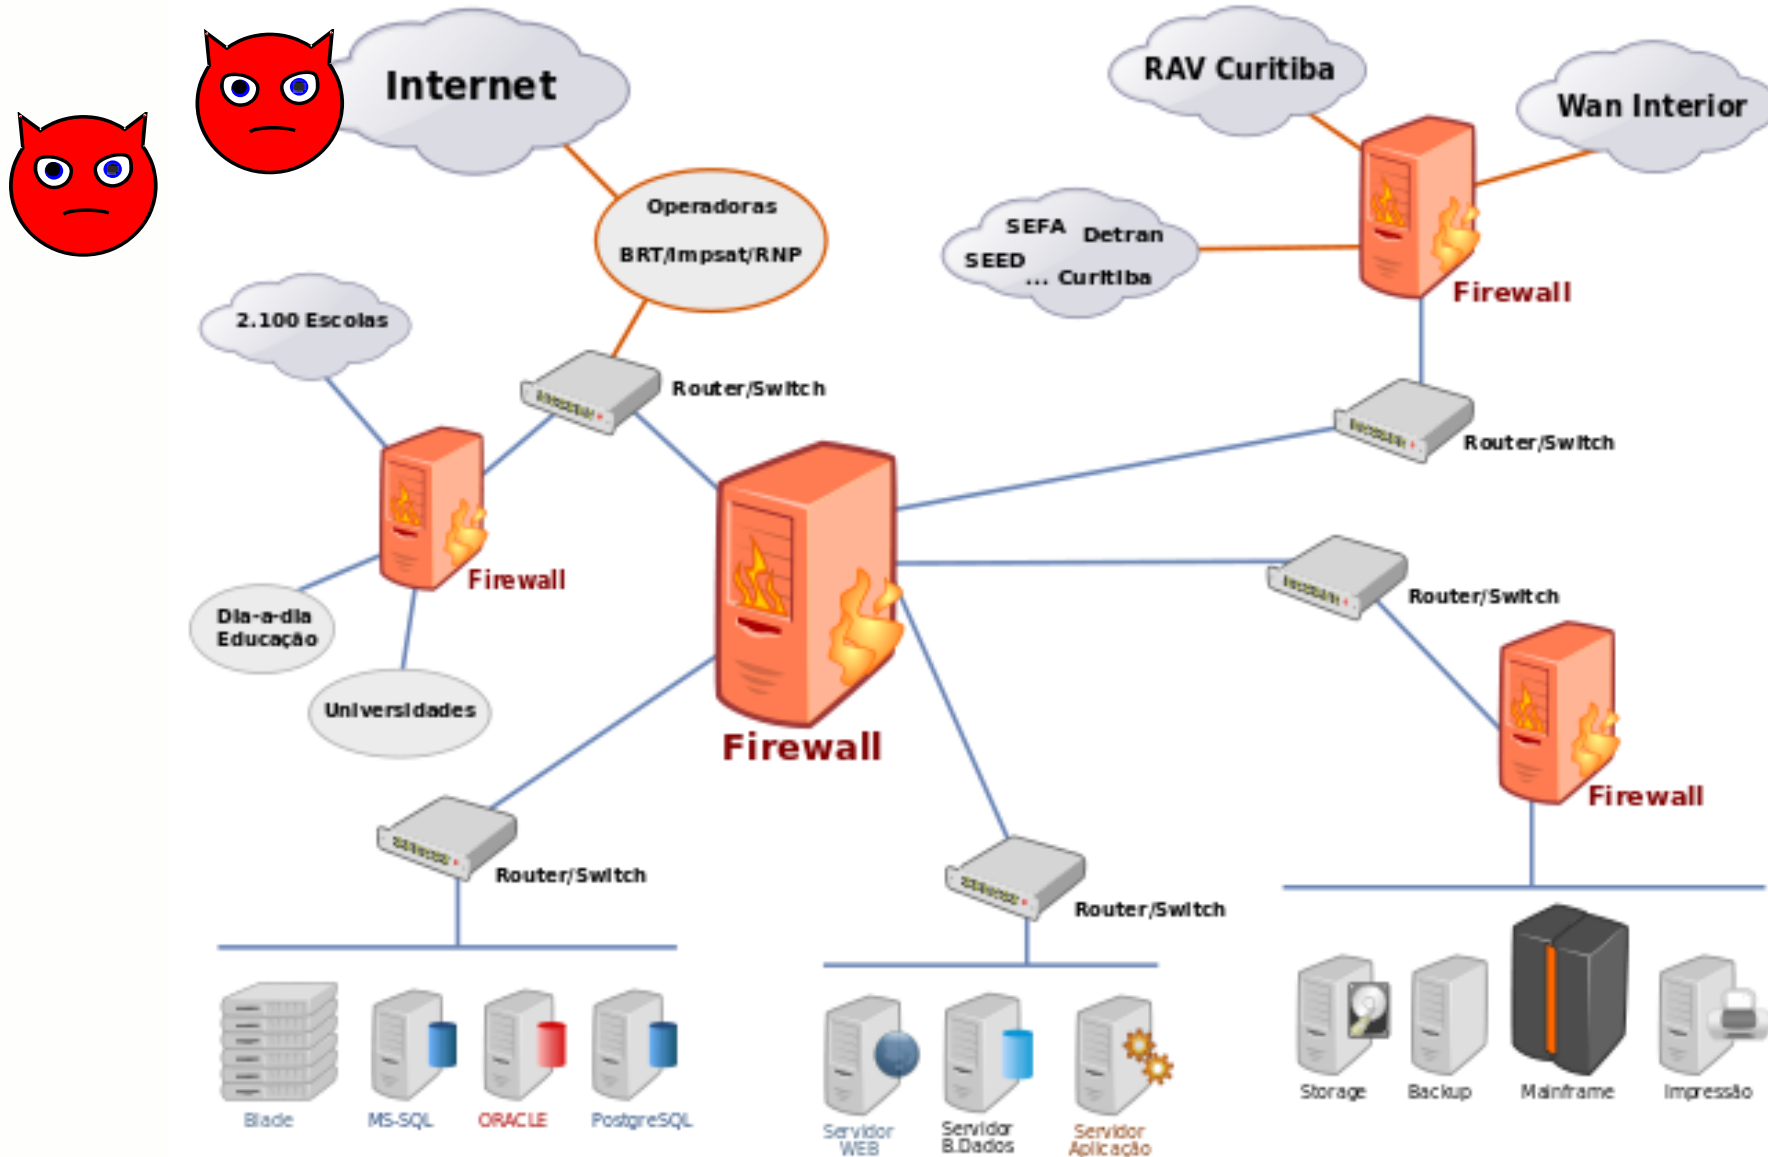 Internet
RAV Curitiba
Wan Interior
Operadoras
BRT/Impsat/RNP
SEFA
Detran
SEED
... Curitiba
Firewall
2.100 Escolas
Router/Switch
Router/Switch
Firewall
Dia-a-dia
Educação
Universidades
Router/Switch
Firewall
Firewall
Router/Switch
Router/Switch
Blade
MS-SQL
ORACLE
PostgreSQL
Servidor
WEB
Servidor
B.Dados
Servidor
Aplicação
Storage
Backup
Mainframe
Impressão